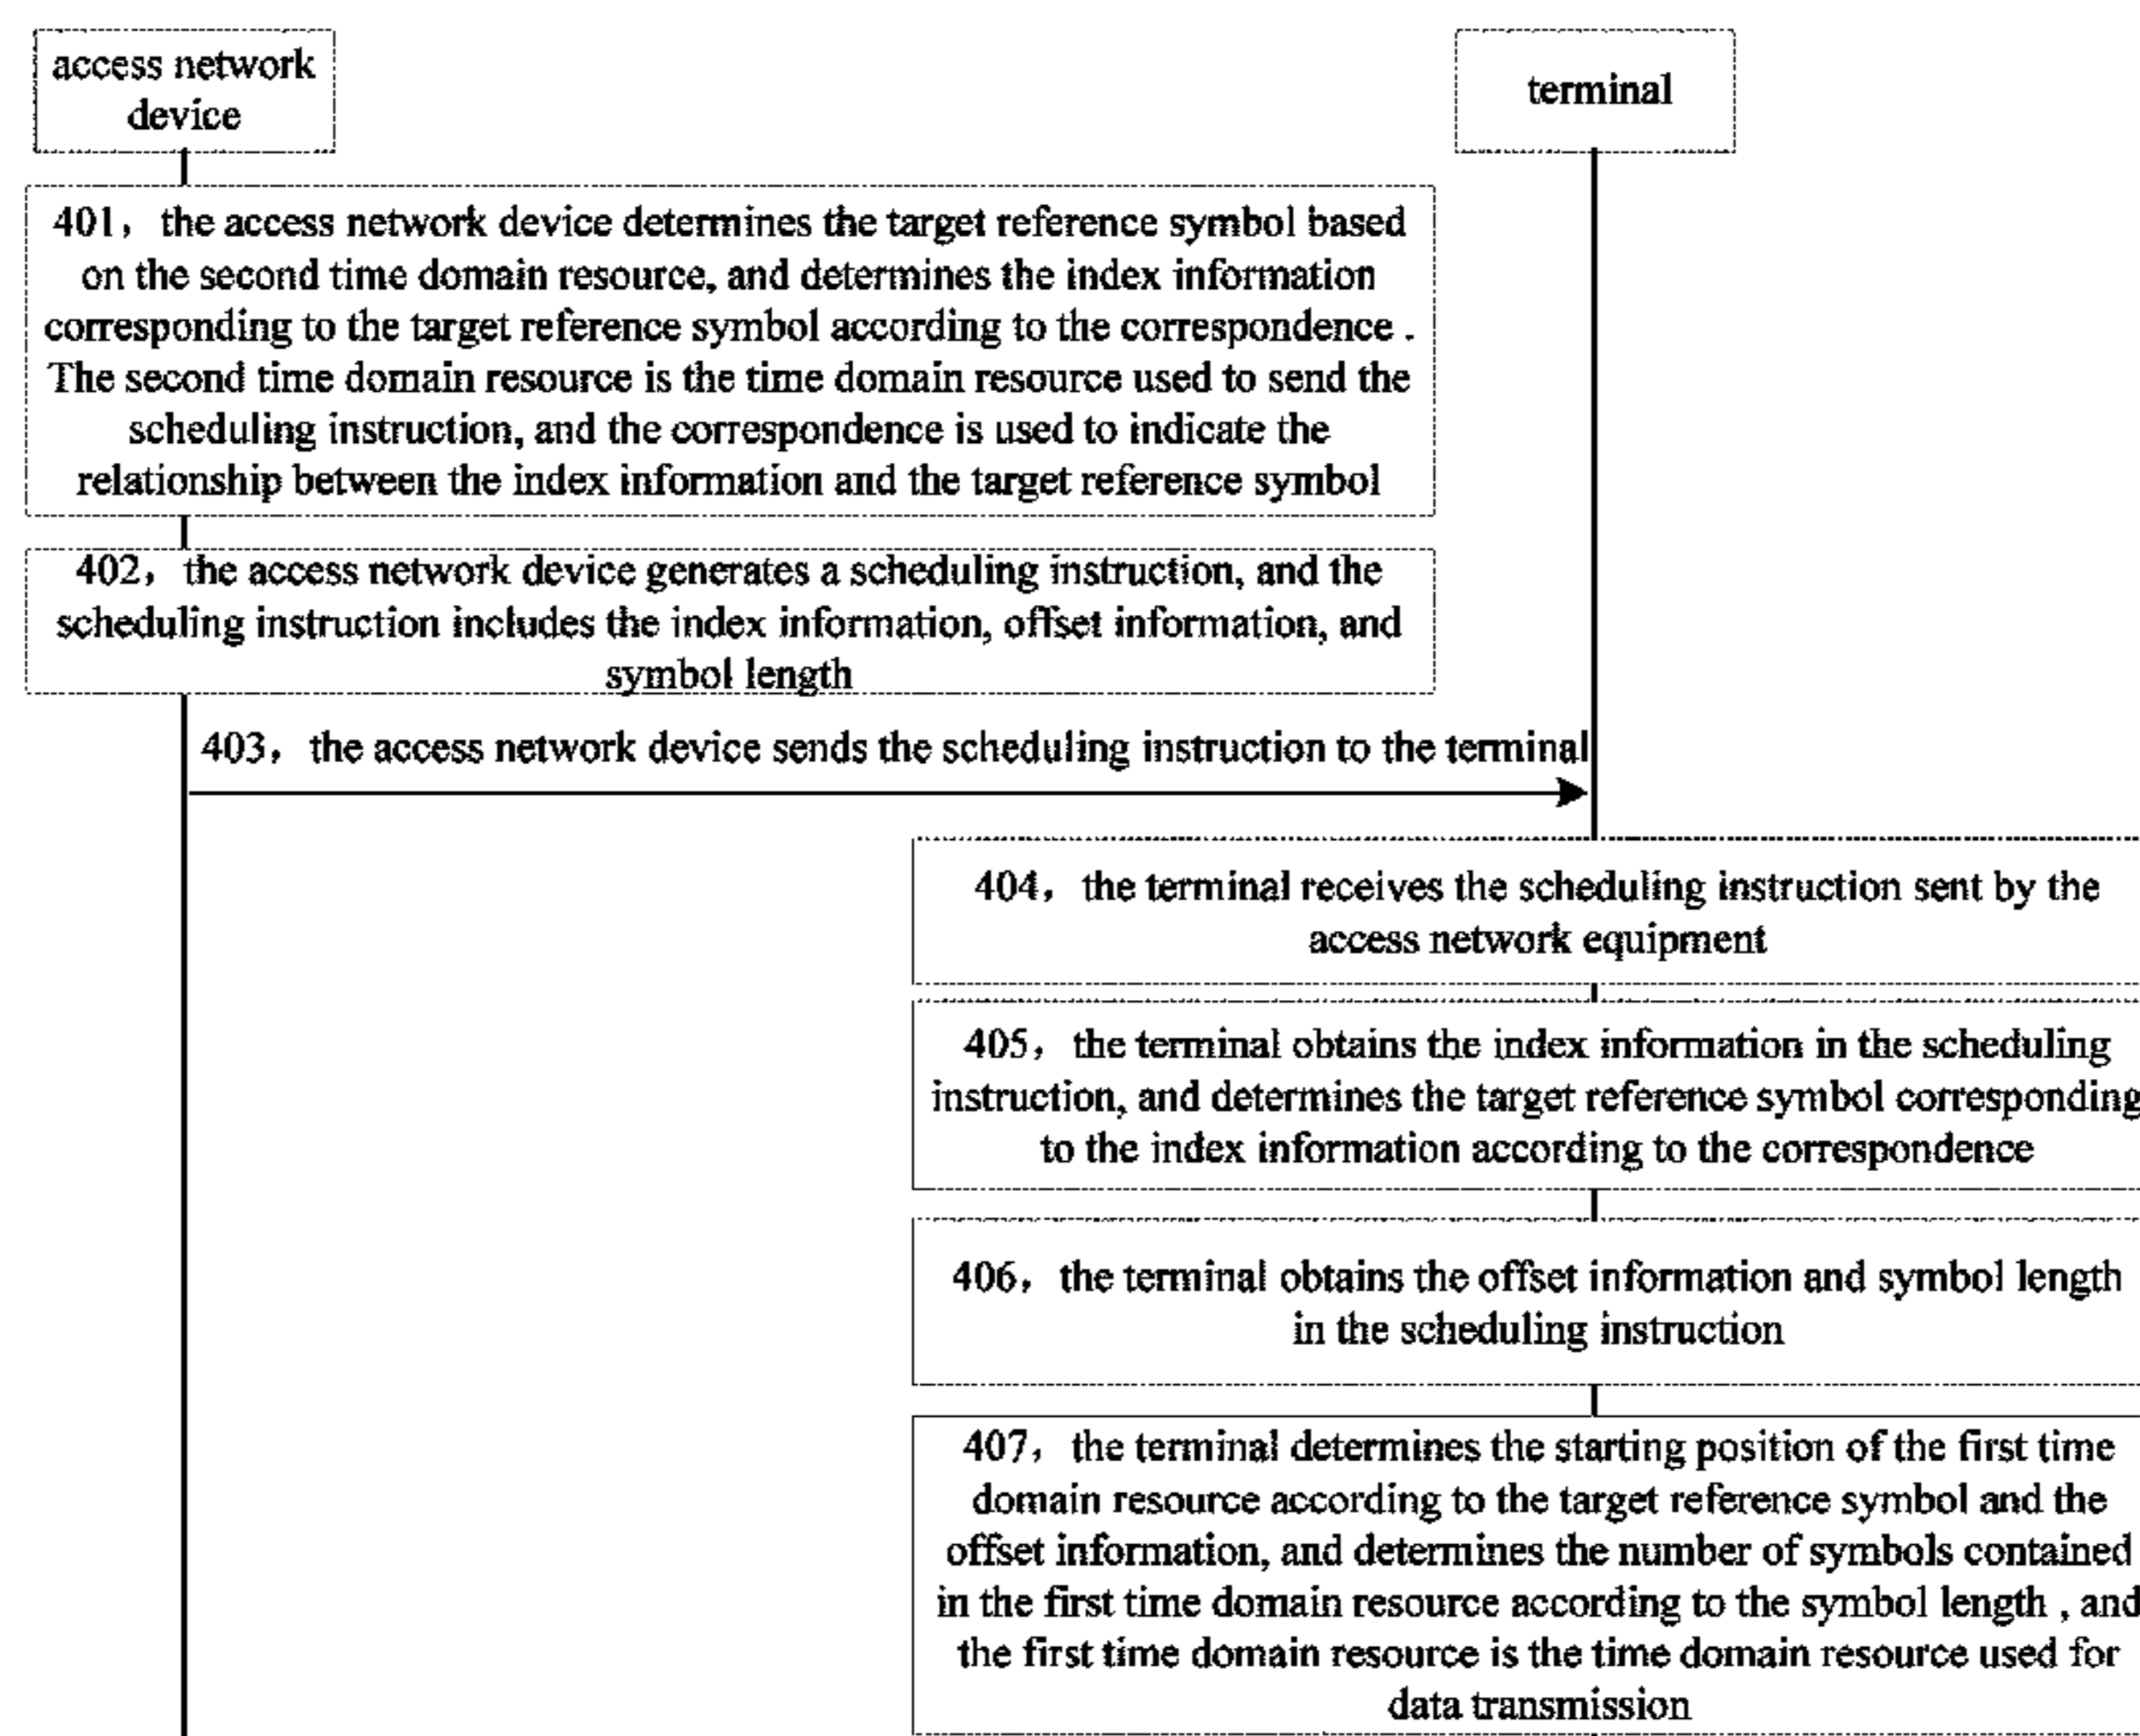 access network
device
terminal
401，the access network device determines the target reference symbol based
on the second time domain resource, and determines the index information
corresponding to the target reference symbol according to the correspondence .
The second time domain resource is the time domain resource used to send the
scheduling instruction, and the correspondence is used to indicate the
relationship between the index information and the target reference symbol
402，the access network device generates a scheduling instruction, and the
scheduling instruction includes the index information, offset information, and
symbol length
403，the access network device sends the scheduling instruction to the terminal
404，the terminal receives the scheduling instruction sent by the
access network equipment
405，the terminal obtains the index information in the scheduling
instruction, and determines the target reference symbol corresponding
to the index information according to the correspondence
406，the terminal obtains the offset information and symbol length
in the scheduling instruction
407，the terminal determines the starting position of the first time
domain resource according to the target reference symbol and the
offset information, and determines the number of symbols contained
in the first time domain resource according to the symbol length , and
the first time domain resource is the time domain resource used for
data transmission